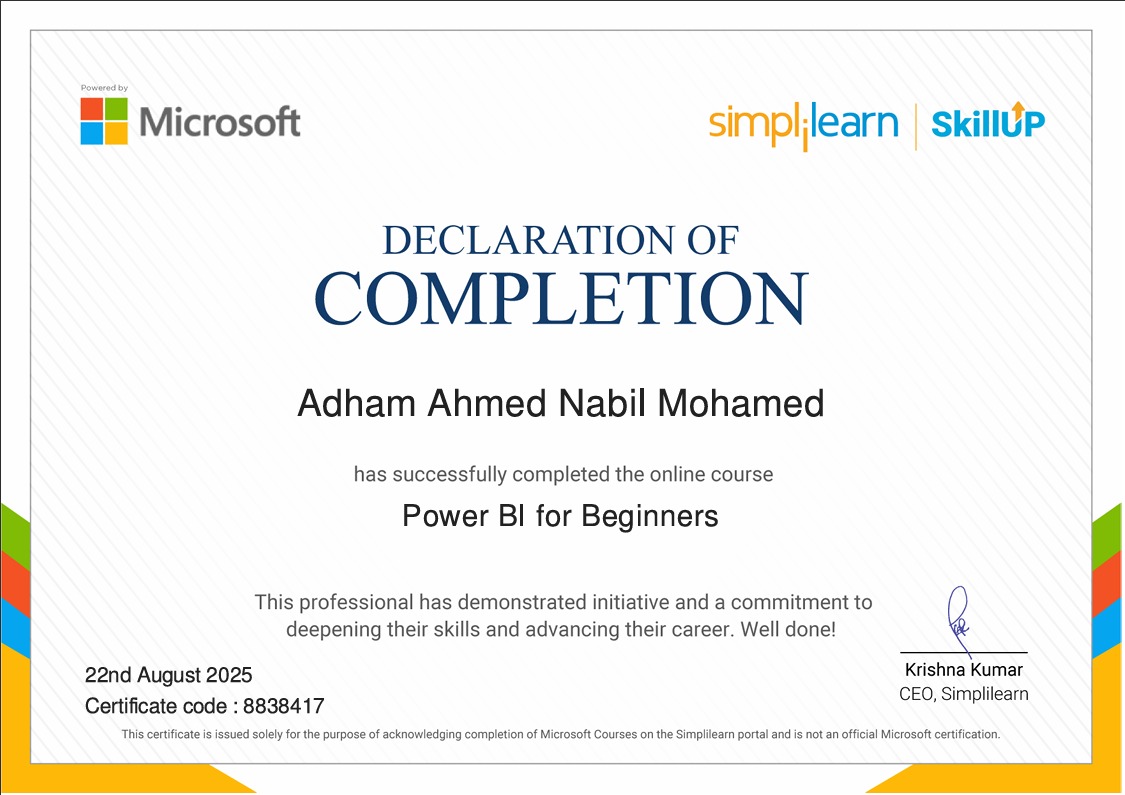 Powered by
Microsoft
simplilearn | SkillUP
DECLARATION OF
COMPLETION
Adham Ahmed Nabil Mohamed
has successfully completed the online course
Power BI for Beginners
This professional has demonstrated initiative and a commitment to
deepening their skills and advancing their career. Well done!
22nd August 2025
Certificate code : 8838417
Krishna Kumar
CEO, Simplilearn
This certificate is issued solely for the purpose of acknowledging completion of Microsoft Courses on the Simplilearn portal and is not an official Microsoft certification.